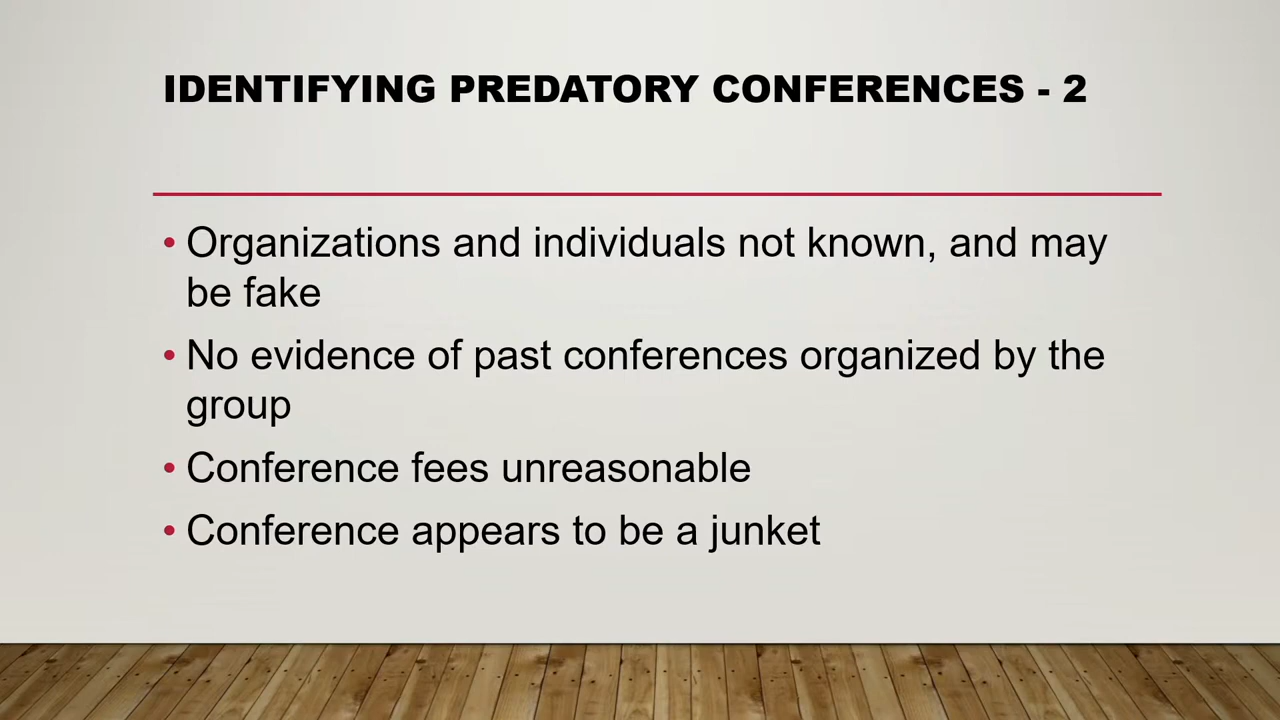 IDENTIFYING PREDATORY CONFERENCES - 2
• Organizations and individuals not known, and may
be fake
• No evidence of past conferences organized by the
group
• Conference fees unreasonable
• Conference appears to be a junket